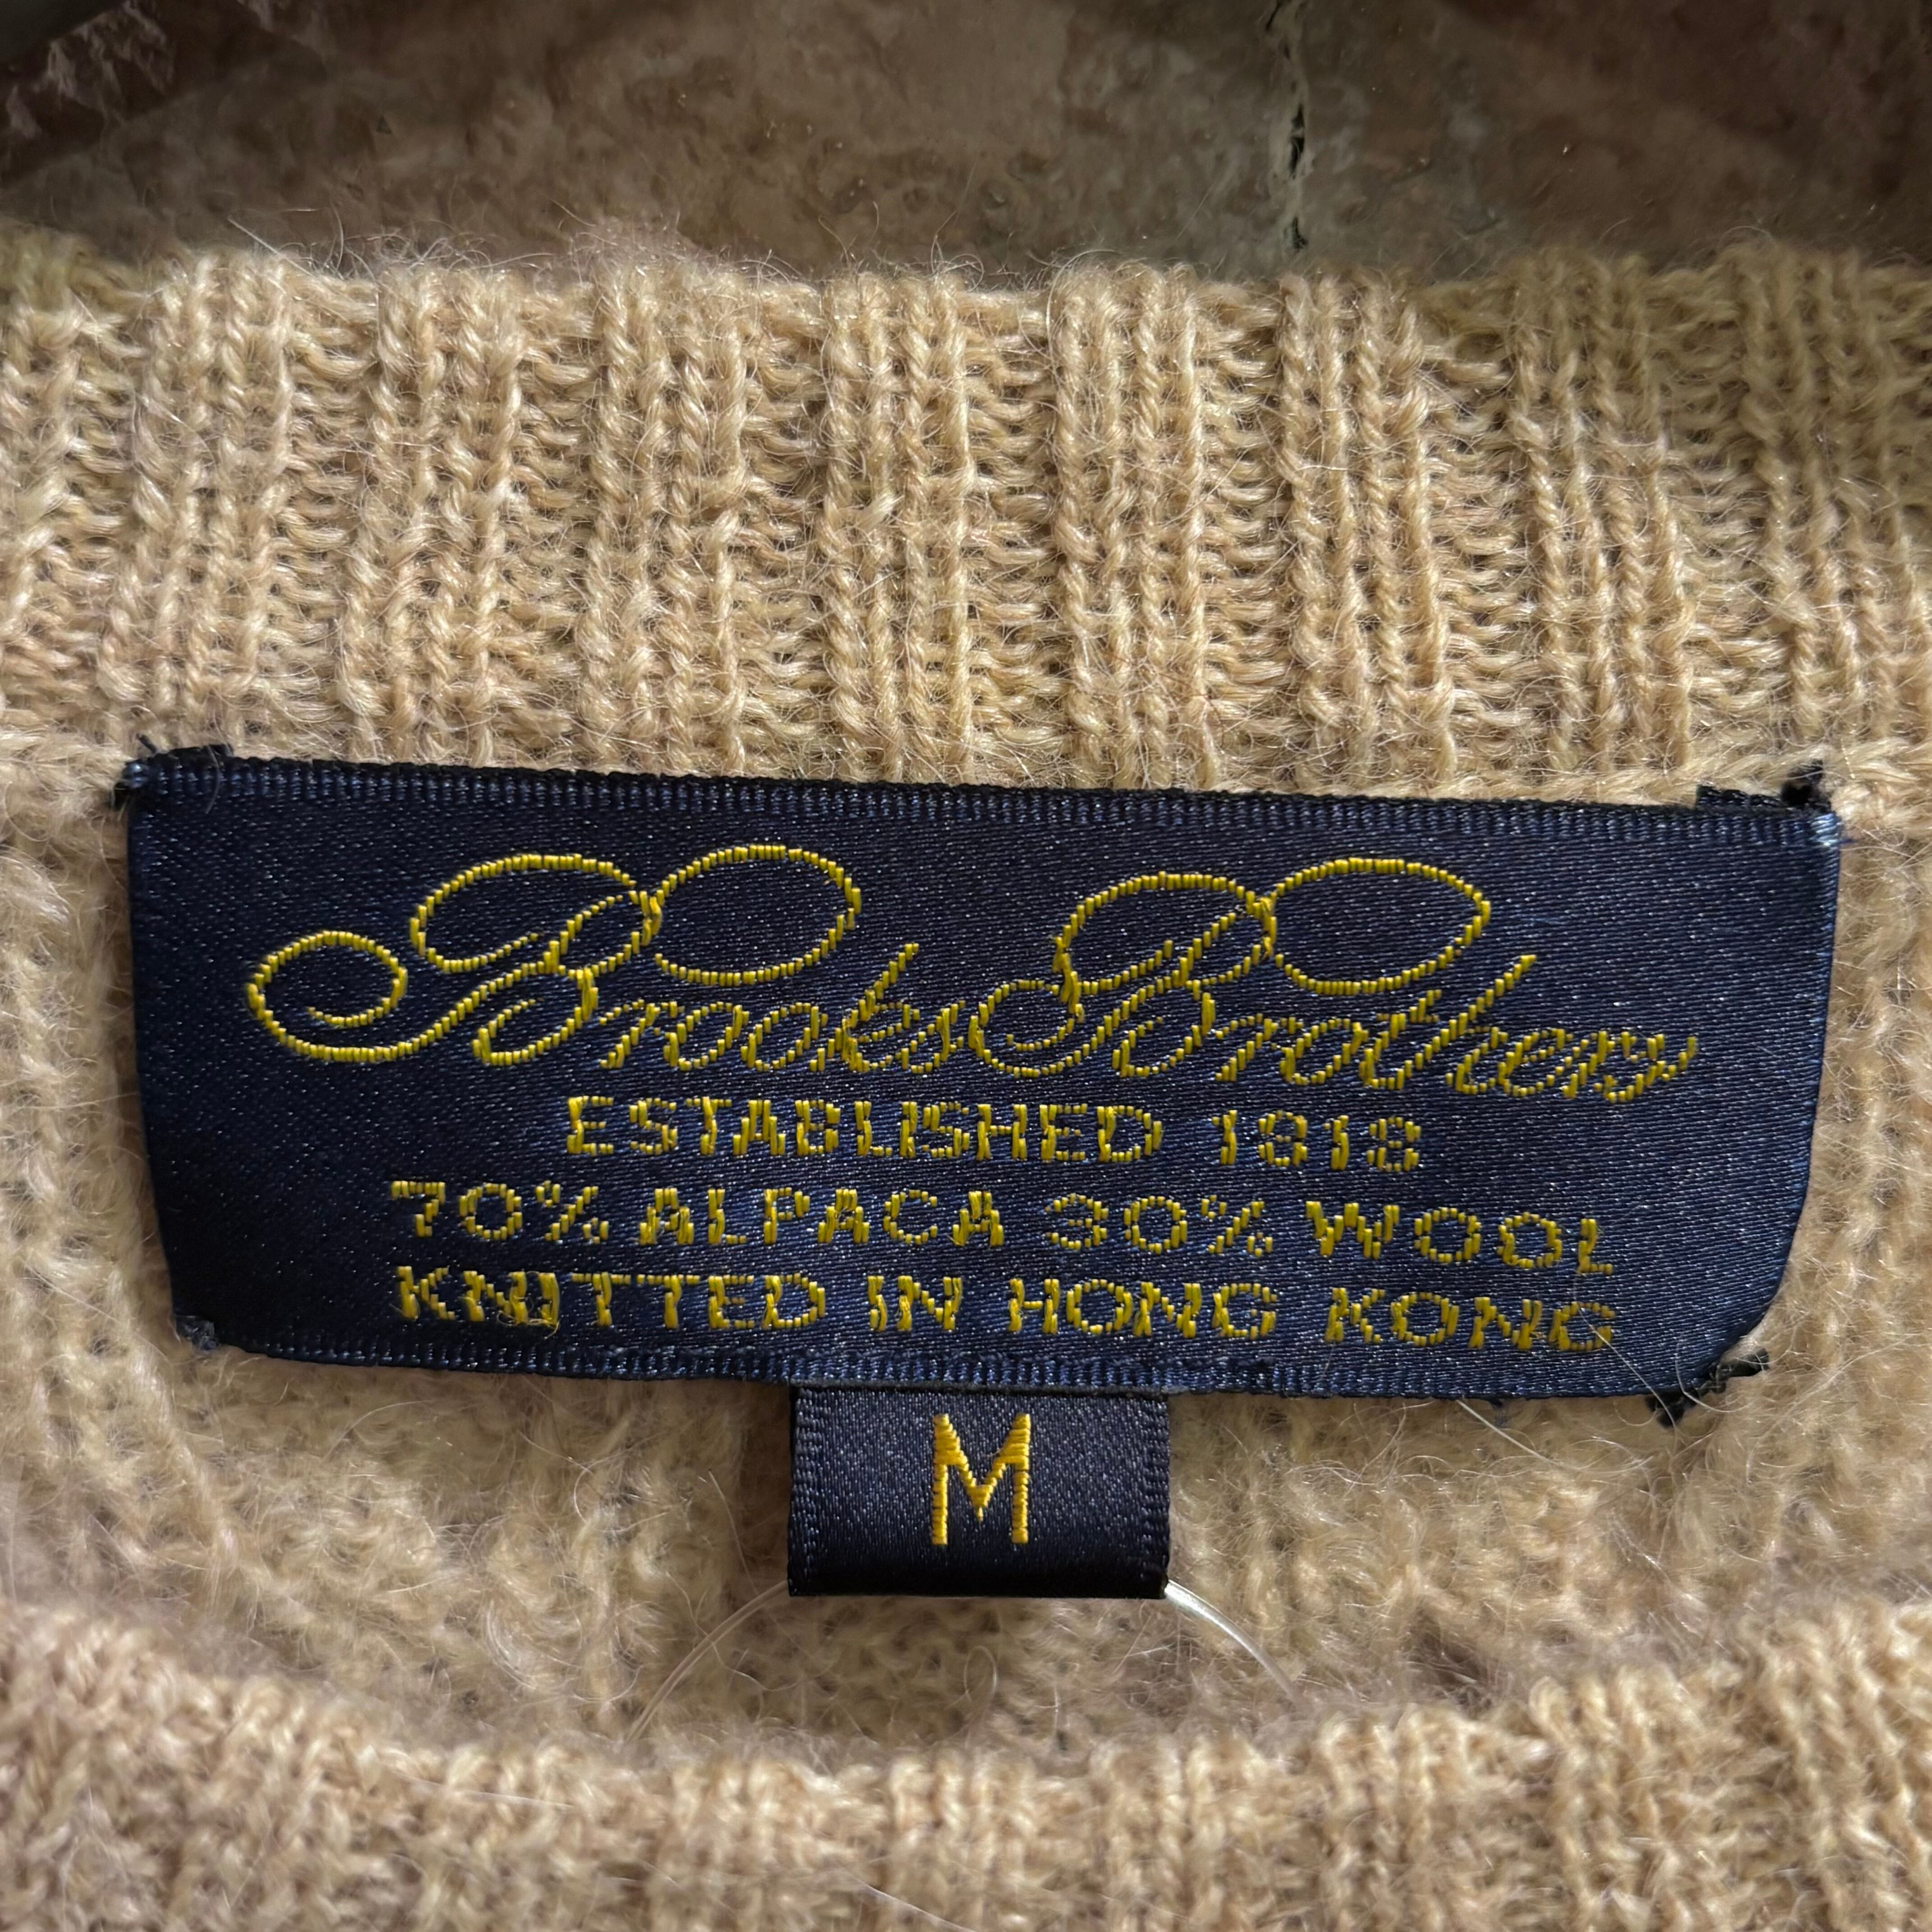 Brooks Brothers
ESTABLISHED 1818
70% ALPACA 30% WOOL
KNITTED IN HONG KONG
M